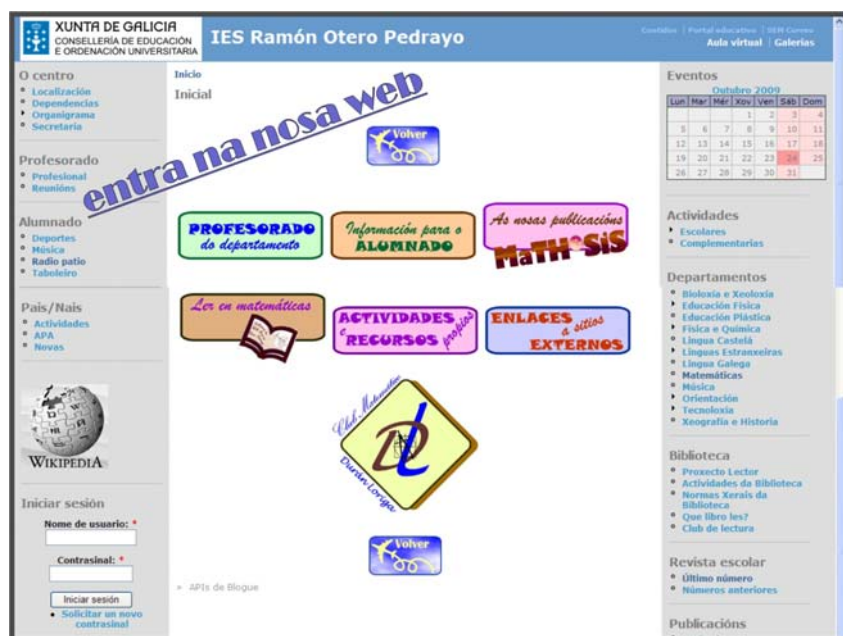 XUNTA DE GALICIA
CONSELLERÍA DE EDUCACIÓN
E ORDENACIÓN UNIVERSITARIA
IES Ramón Otero Pedrayo
Contidos | Portal educativo | SEM Correo
Aula virtual | Galerias
O centro
Localización
Dependencias
Organigrama
Secretaría
Profesorado
Profesional
Reunións
Alumnado
Deportes
Música
Radio patio
Taboleiro
Pais/Nais
Actividades
APA
Novas
WIKIPEDIA
Iniciar sesión
Nome de usuario: *
Contrasinal: *
Iniciar sesión
Solicitar un novo
contrasinal
Inicio
Inicial
entra na nosa web
Volver
PROFESORADO
do departamento
Información para o
ALUMNADO
As nosas publicacións
MaTHSiS
Ler en matemáticas
ACTIVIDADES
e
RECURSOS propios
ENLACES
a sitios
EXTERNOS
Club Matemático
DL
Durán Loriga
Volver
» APIs de Blogue
Eventos
Outubro 2009
Lun Mar Mér Xov Ven Sáb Dom
1 2 3 4
5 6 7 8 9 10 11
12 13 14 15 16 17 18
19 20 21 22 23 24 25
26 27 28 29 30 31
Actividades
Escolares
Complementarias
Departamentos
Bioloxía e Xeoloxía
Educación Física
Educación Plástica
Física e Química
Lingua Castelá
Linguas Estranxeiras
Lingua Galega
Matemáticas
Música
Orientación
Tecnoloxía
Xeografía e Historia
Biblioteca
Proxecto Lector
Actividades da Biblioteca
Normas Xerais da
Biblioteca
Que libro les?
Club de lectura
Revista escolar
Último número
Números anteriores
Publicacións